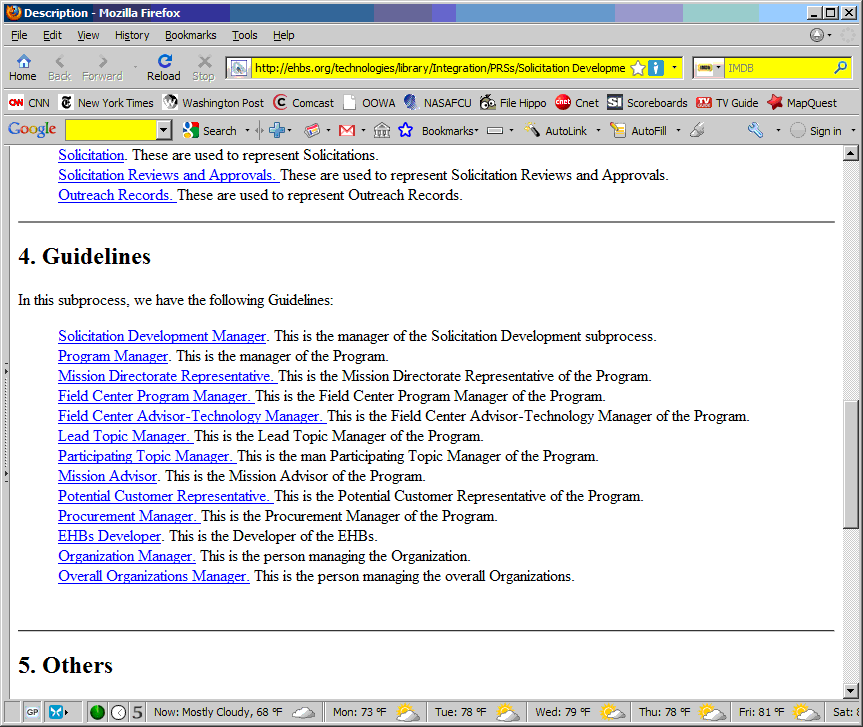 Description - Mozilla Firefox
File Edit View History Bookmarks Tools Help
Home Back Forward Reload Stop http://ehbs.org/technologies/library/Integration/PRSs/Solicitation Developme IMDB
CNN CNN New York Times Washington Post Comcast OOWA NASAFCU File Hippo cnet Cnet SI Scoreboards TV Guide MapQuest
Google Search Bookmarks AutoLink AutoFill Sign in
Solicitation. These are used to represent Solicitations.
Solicitation Reviews and Approvals. These are used to represent Solicitation Reviews and Approvals.
Outreach Records. These are used to represent Outreach Records.
4. Guidelines
In this subprocess, we have the following Guidelines:
Solicitation Development Manager. This is the manager of the Solicitation Development subprocess.
Program Manager. This is the manager of the Program.
Mission Directorate Representative. This is the Mission Directorate Representative of the Program.
Field Center Program Manager. This is the Field Center Program Manager of the Program.
Field Center Advisor-Technology Manager. This is the Field Center Advisor-Technology Manager of the Program.
Lead Topic Manager. This is the Lead Topic Manager of the Program.
Participating Topic Manager. This is the man Participating Topic Manager of the Program.
Mission Advisor. This is the Mission Advisor of the Program.
Potential Customer Representative. This is the Potential Customer Representative of the Program.
Procurement Manager. This is the Procurement Manager of the Program.
EHBs Developer. This is the Developer of the EHBs.
Organization Manager. This is the person managing the Organization.
Overall Organizations Manager. This is the person managing the overall Organizations.
5. Others
GP 5 Now: Mostly Cloudy, 68 °F Mon: 73 °F Tue: 78 °F Wed: 79 °F Thu: 78 °F Fri: 81 °F Sat: 8